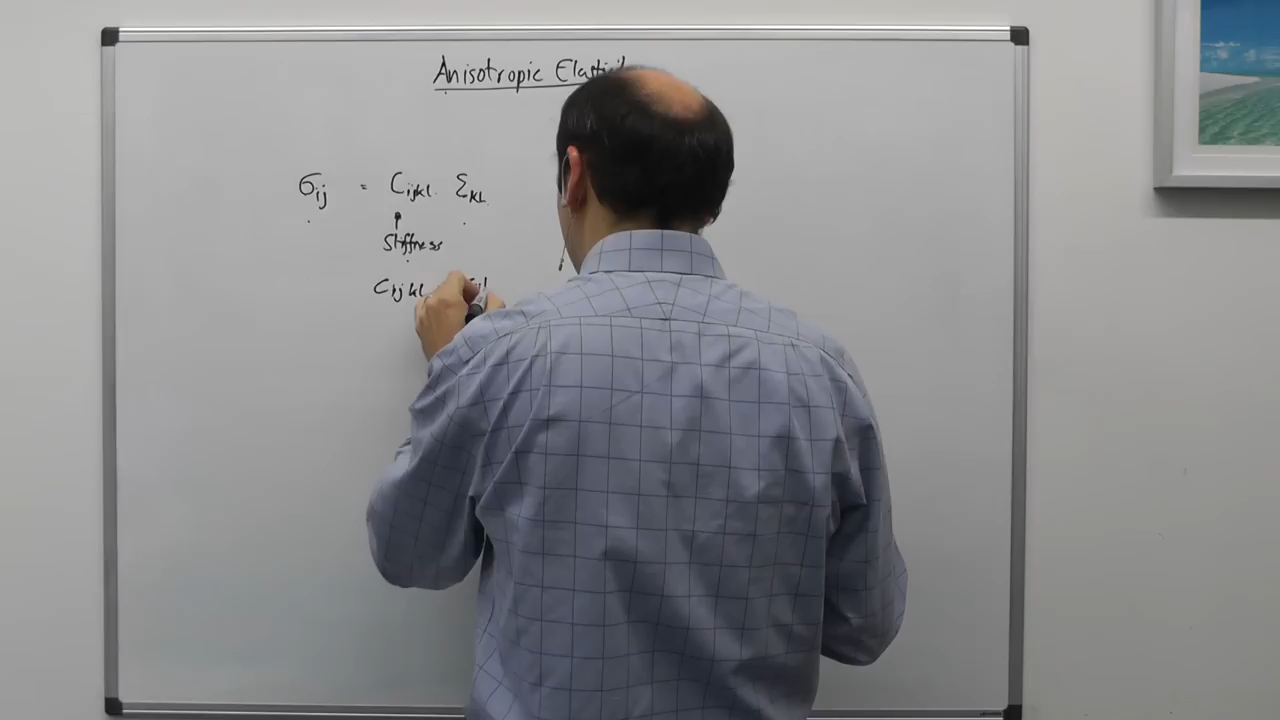 Anisotropic
σij = Cijkl εkl
Stiffness
Cijkl